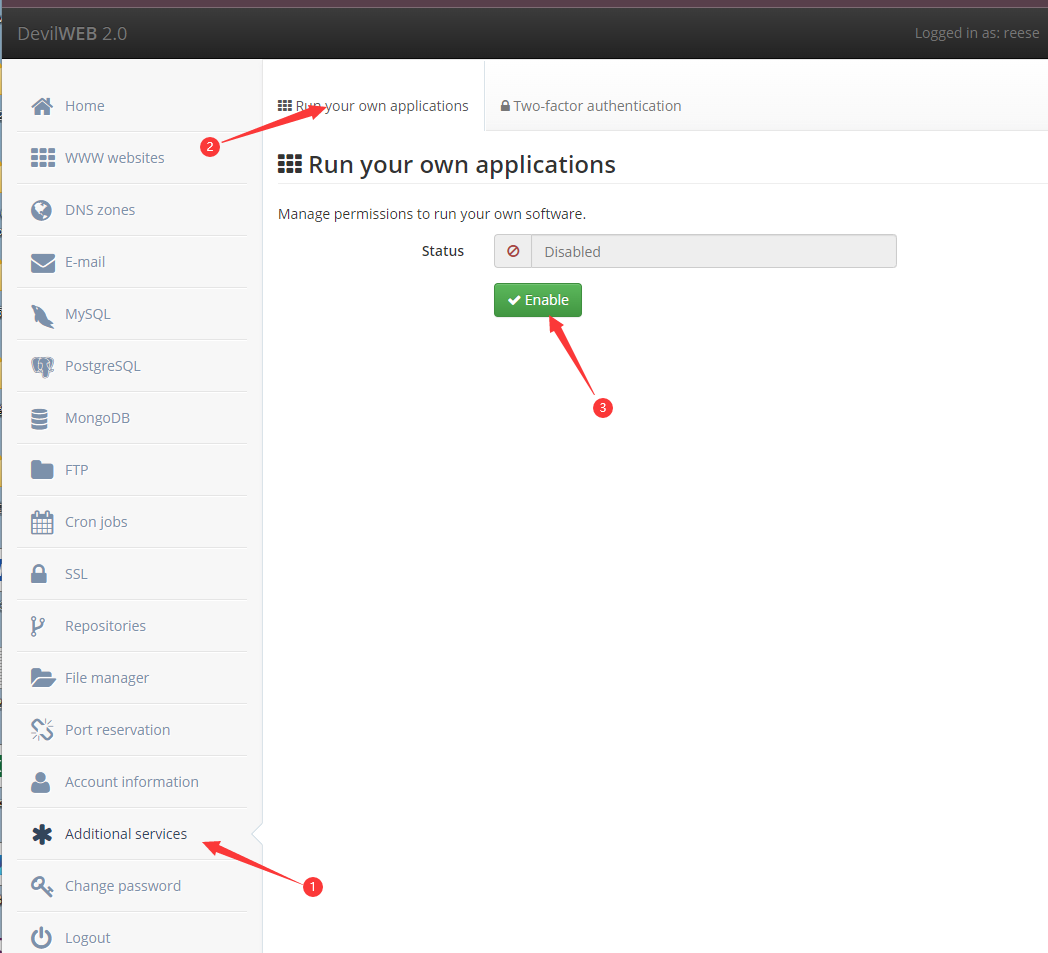 DevilWEB 2.0
Logged in as: reese
Home
WWW websites
DNS zones
E-mail
MySQL
PostgreSQL
MongoDB
FTP
Cron jobs
SSL
Repositories
File manager
Port reservation
Account information
Additional services
Change password
Logout
Run your own applications
Two-factor authentication
2
Run your own applications
Manage permissions to run your own software.
Status
Disabled
Enable
3
1